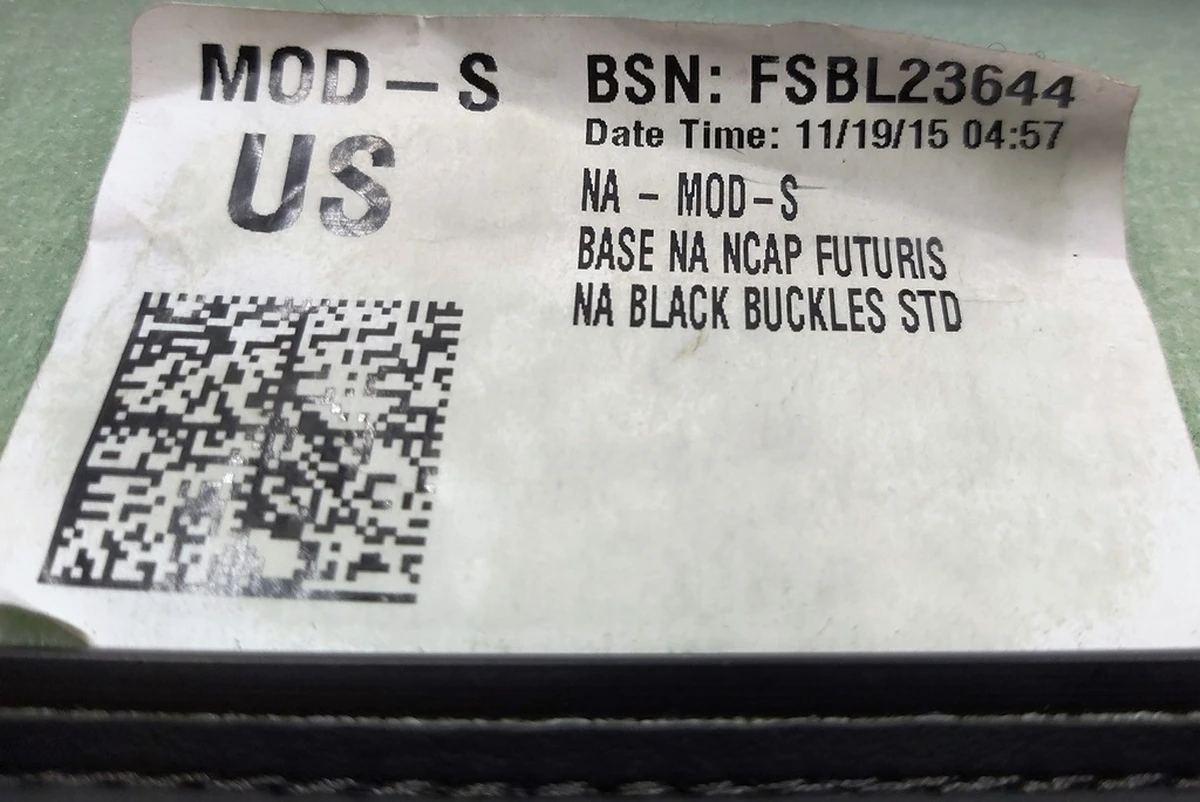 MOD-S
US
BSN: FSBL23644
Date Time: 11/19/15 04:57
NA - MOD-S
BASE NA NCAP FUTURIS
NA BLACK BUCKLES STD